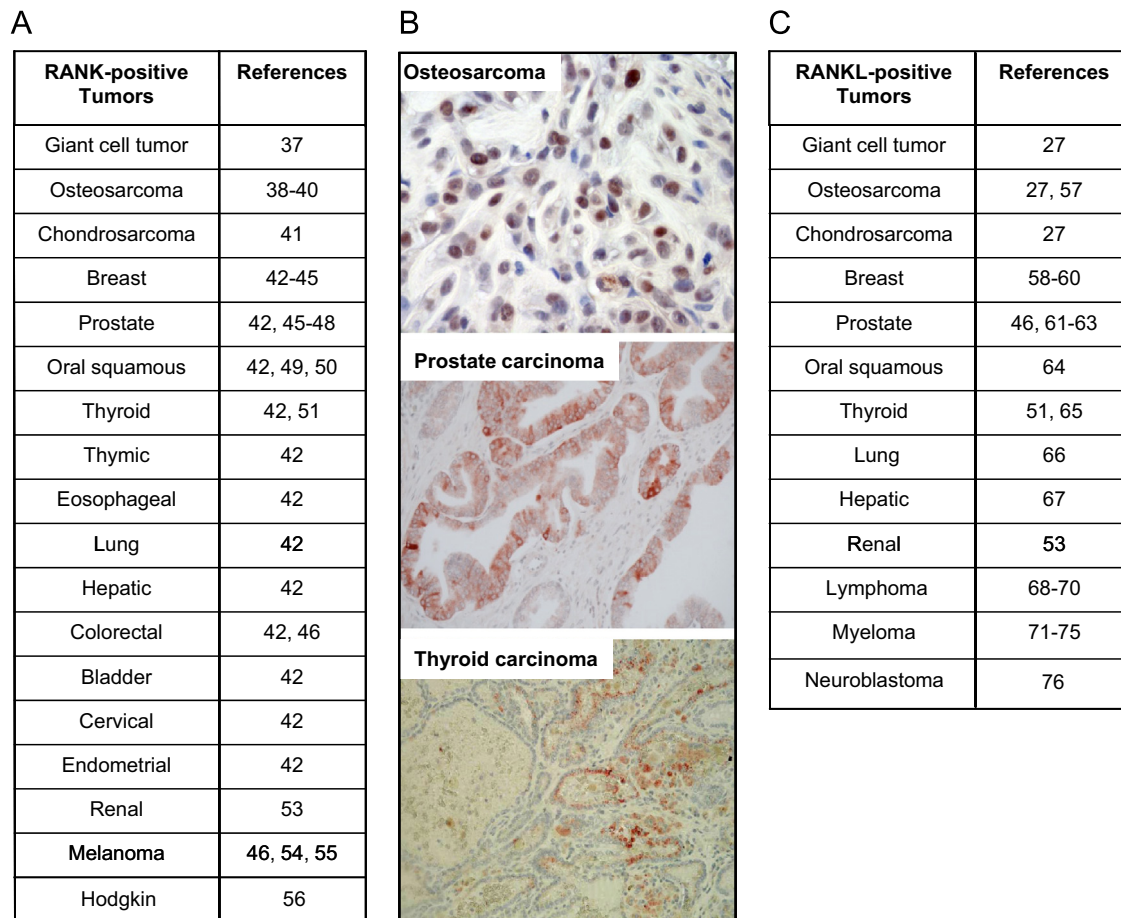 A
RANK-positive Tumors References
Giant cell tumor 37
Osteosarcoma 38-40
Chondrosarcoma 41
Breast 42-45
Prostate 42, 45-48
Oral squamous 42, 49, 50
Thyroid 42, 51
Thymic 42
Eosophageal 42
Lung 42
Hepatic 42
Colorectal 42, 46
Bladder 42
Cervical 42
Endometrial 42
Renal 53
Melanoma 46, 54, 55
Hodgkin 56
B
Osteosarcoma
Prostate carcinoma
Thyroid carcinoma
C
RANKL-positive Tumors References
Giant cell tumor 27
Osteosarcoma 27, 57
Chondrosarcoma 27
Breast 58-60
Prostate 46, 61-63
Oral squamous 64
Thyroid 51, 65
Lung 66
Hepatic 67
Renal 53
Lymphoma 68-70
Myeloma 71-75
Neuroblastoma 76